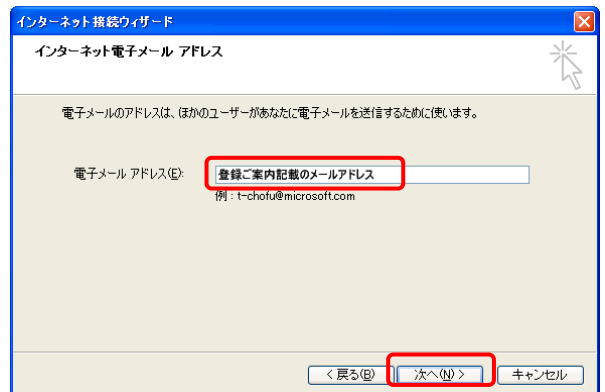 インターネット接続ウィザード
インターネット電子メール アドレス
電子メールのアドレスは、ほかのユーザーがあなたに電子メールを送信するために使います。
電子メール アドレス(E): 登録ご案内記載のメールアドレス
例：t-chofu@microsoft.com
< 戻る(B) 次へ(N) > キャンセル